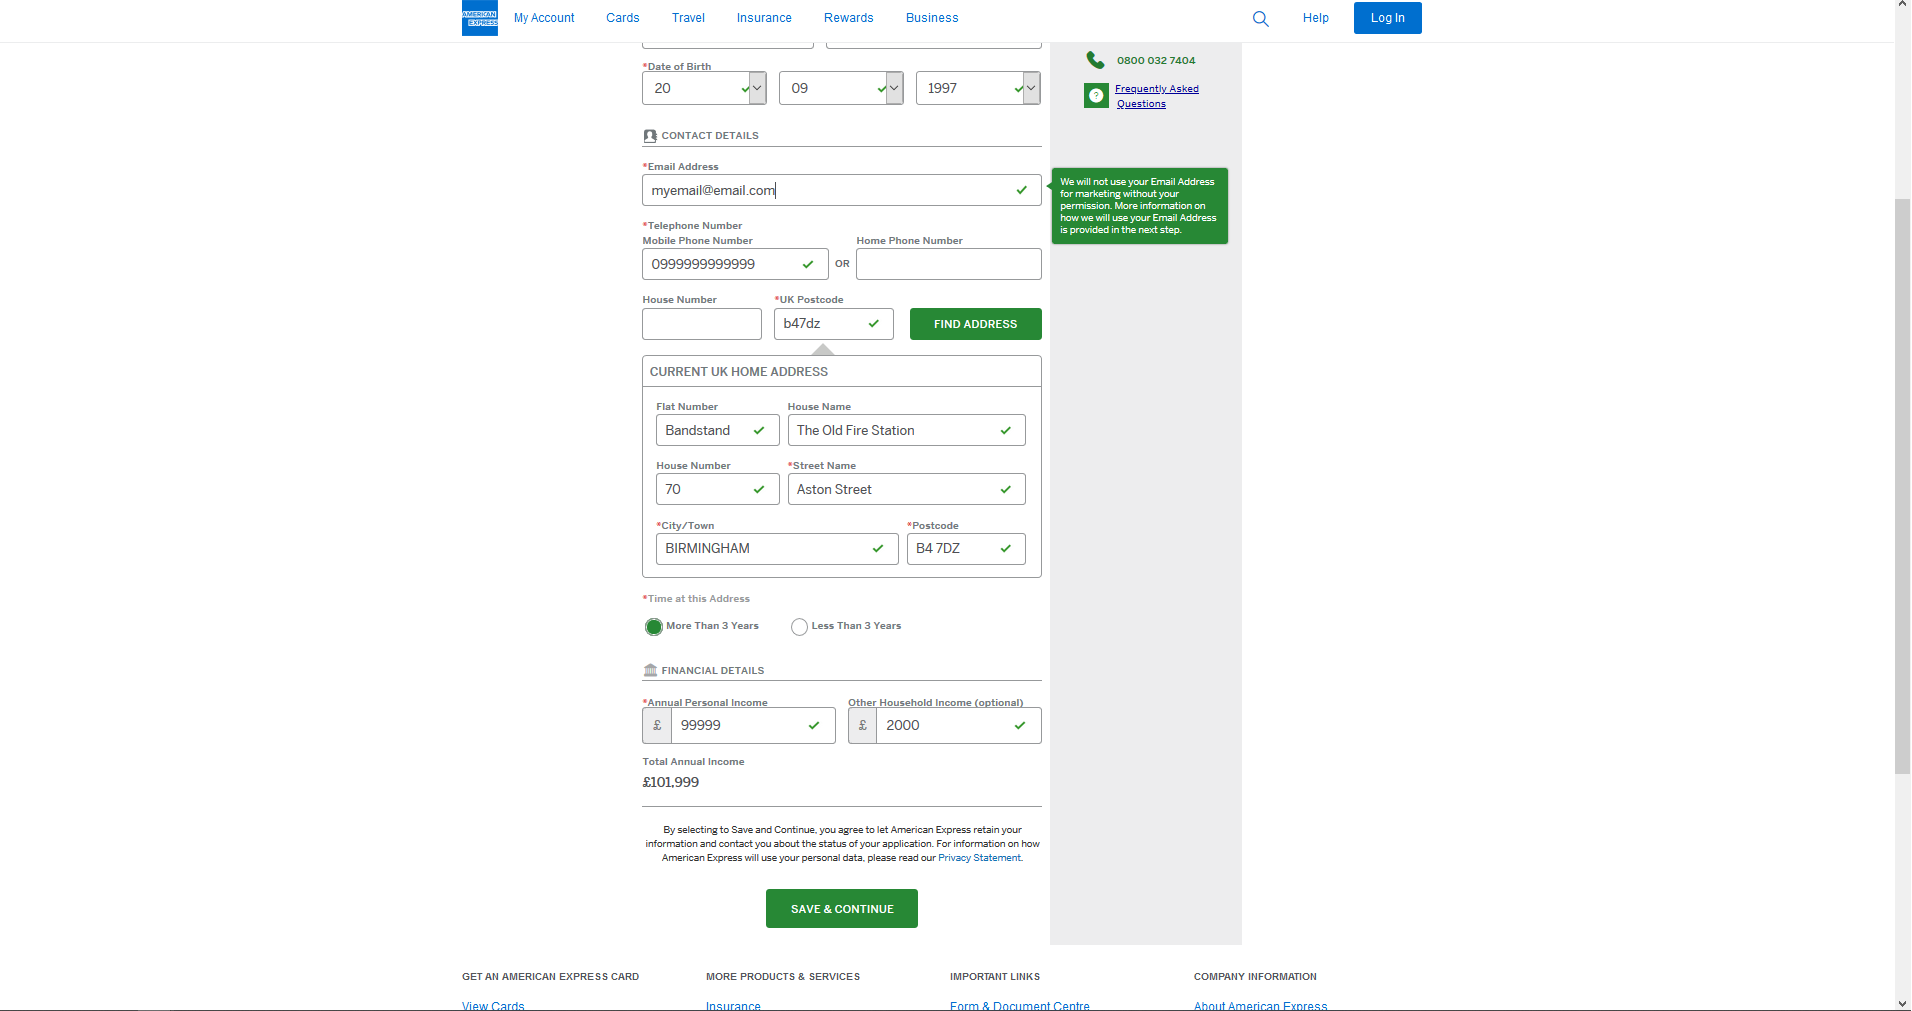 AMERICAN
EXPRESS
My Account Cards Travel Insurance Rewards Business Help Log In
*Date of Birth
20 09 1997
0800 032 7404
? Frequently Asked
Questions
CONTACT DETAILS
*Email Address
myemail@email.com
We will not use your Email Address
for marketing without your
permission. More information on
how we will use your Email Address
is provided in the next step.
*Telephone Number
Mobile Phone Number Home Phone Number
0999999999999 OR
House Number *UK Postcode
b47dz FIND ADDRESS
CURRENT UK HOME ADDRESS
Flat Number House Name
Bandstand The Old Fire Station
House Number *Street Name
70 Aston Street
*City/Town *Postcode
BIRMINGHAM B4 7DZ
*Time at this Address
More Than 3 Years Less Than 3 Years
FINANCIAL DETAILS
*Annual Personal Income Other Household Income (optional)
£ 99999 £ 2000
Total Annual Income
£101,999
By selecting to Save and Continue, you agree to let American Express retain your
information and contact you about the status of your application. For information on how
American Express will use your personal data, please read our Privacy Statement.
SAVE & CONTINUE
GET AN AMERICAN EXPRESS CARD MORE PRODUCTS & SERVICES IMPORTANT LINKS COMPANY INFORMATION
View Cards Insurance Form & Document Centre About American Express